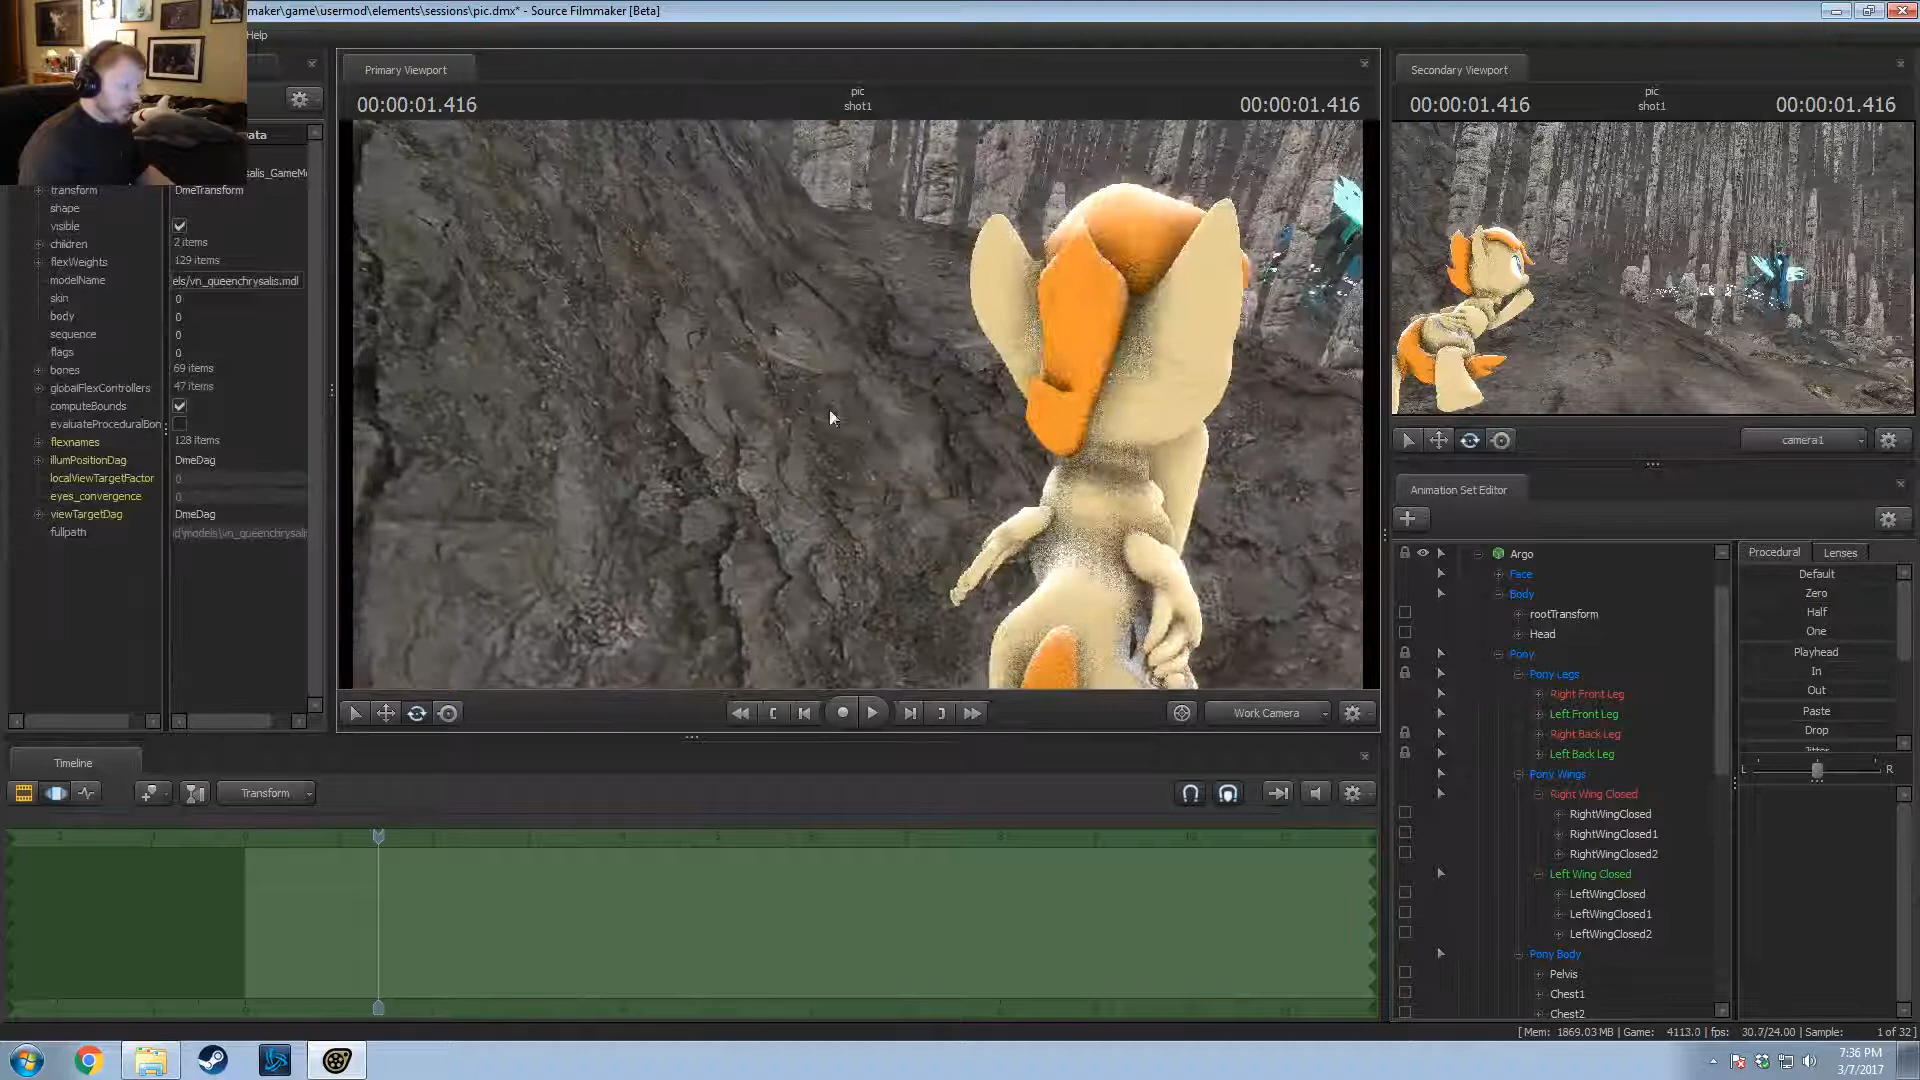 maker\game\usermod\elements\sessions\pic.dmx* - Source Filmmaker [Beta]
Help
ata
salis_GameMo
transform DmeTransform
shape
visible
children 2 items
flexWeights 129 items
modelName els/vn_queenchrysalis.mdl
skin 0
body 0
sequence 0
flags 0
bones 69 items
globalFlexControllers 47 items
computeBounds
evaluateProceduralBon
flexnames 128 items
illumPositionDag DmeDag
localViewTargetFactor 0
eyes_convergence 0
viewTargetDag DmeDag
fullpath d\models\vn_queenchrysalis
Primary Viewport
00:00:01.416
pic
shot1
00:00:01.416
Work Camera
Secondary Viewport
00:00:01.416
pic
shot1
00:00:01.416
camera1
Animation Set Editor
Argo
Face
Body
rootTransform
Head
Pony
Pony Legs
Right Front Leg
Left Front Leg
Right Back Leg
Left Back Leg
Pony Wings
Right Wing Closed
RightWingClosed
RightWingClosed1
RightWingClosed2
Left Wing Closed
LeftWingClosed
LeftWingClosed1
LeftWingClosed2
Pony Body
Pelvis
Chest1
Chest2
Procedural Lenses
Default
Zero
Half
One
Playhead
In
Out
Paste
Drop
Jitter
L R
Timeline
Transform
[ Mem: 1869.03 MB | Game: 4113.0 | fps: 30.7/24.00 | Sample: 1 of 32 ]
7:36 PM
3/7/2017